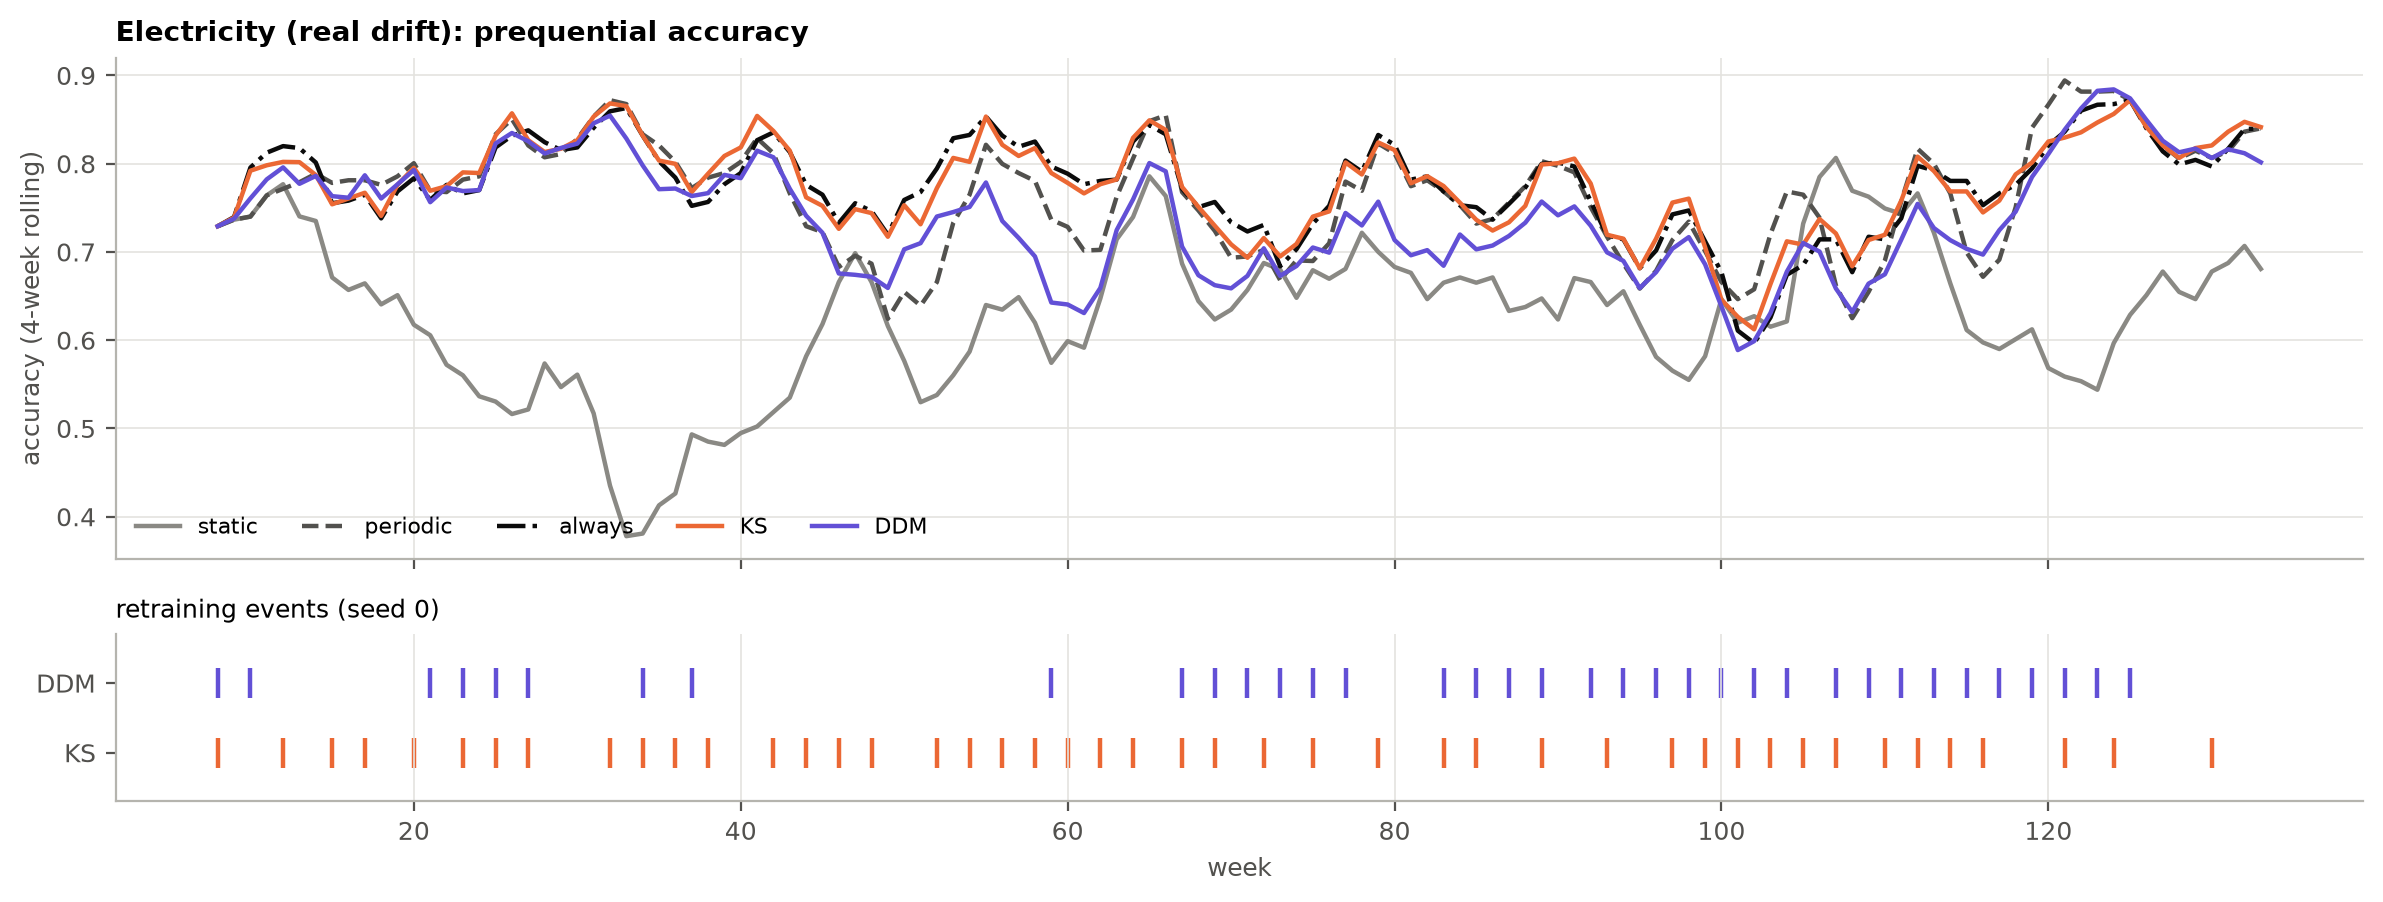 Electricity (real drift): prequential accuracy
accuracy (4-week rolling)
0.9
0.8
0.7
0.6
0.5
0.4
static periodic always KS DDM
retraining events (seed 0)
DDM
KS
20 40 60 80 100 120
week